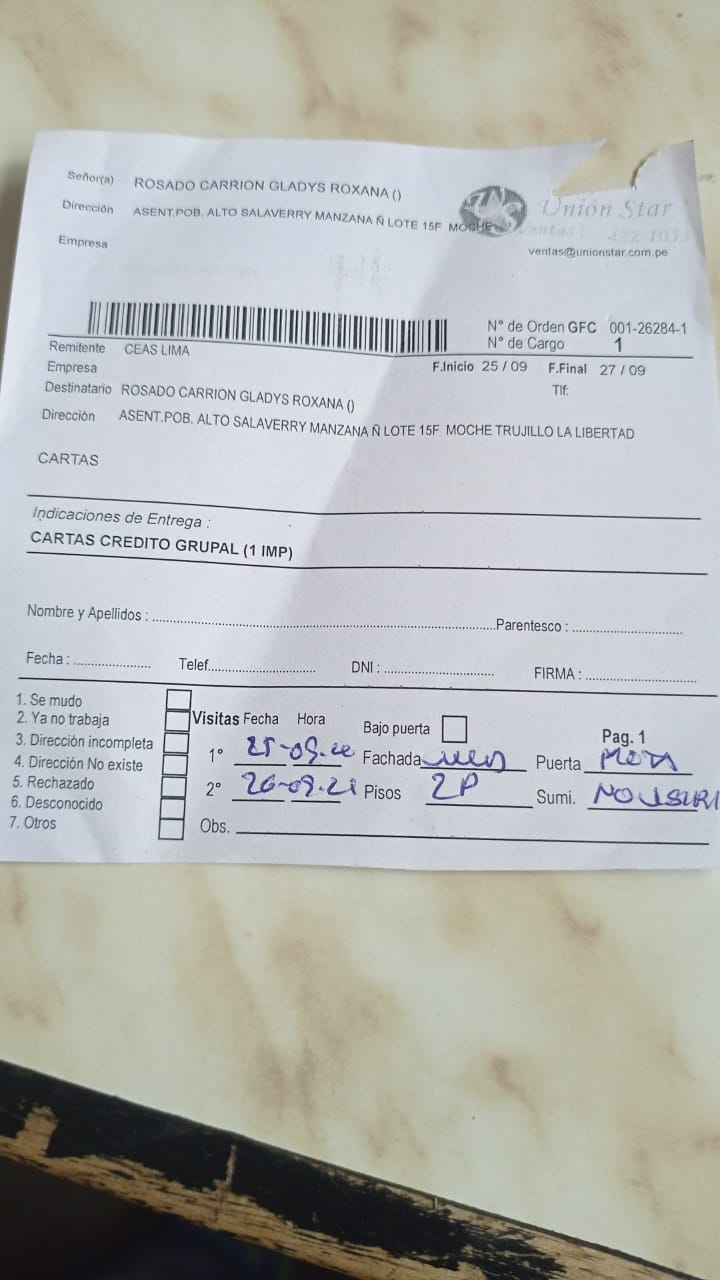 Señor(a) ROSADO CARRION GLADYS ROXANA ()
Dirección ASENT.POB. ALTO SALAVERRY MANZANA Ñ LOTE 15F MOCHE
Empresa
Unión Star
ventas@unionstar.com.pe
N° de Orden GFC 001-26284-1
N° de Cargo 1
Remitente CEAS LIMA
Empresa
F.Inicio 25 / 09 F.Final 27 / 09
Tlf:
Destinatario ROSADO CARRION GLADYS ROXANA ()
Dirección ASENT.POB. ALTO SALAVERRY MANZANA Ñ LOTE 15F MOCHE TRUJILLO LA LIBERTAD
CARTAS
Indicaciones de Entrega :
CARTAS CREDITO GRUPAL (1 IMP)
Nombre y Apellidos : Parentesco :
Fecha : Telef. DNI : FIRMA :
1. Se mudo
2. Ya no trabaja
3. Dirección incompleta
4. Dirección No existe
5. Rechazado
6. Desconocido
7. Otros
Visitas Fecha Hora Bajo puerta Pag. 1
1° Fachada Puerta
2° Pisos 2P Sumi.
Obs.